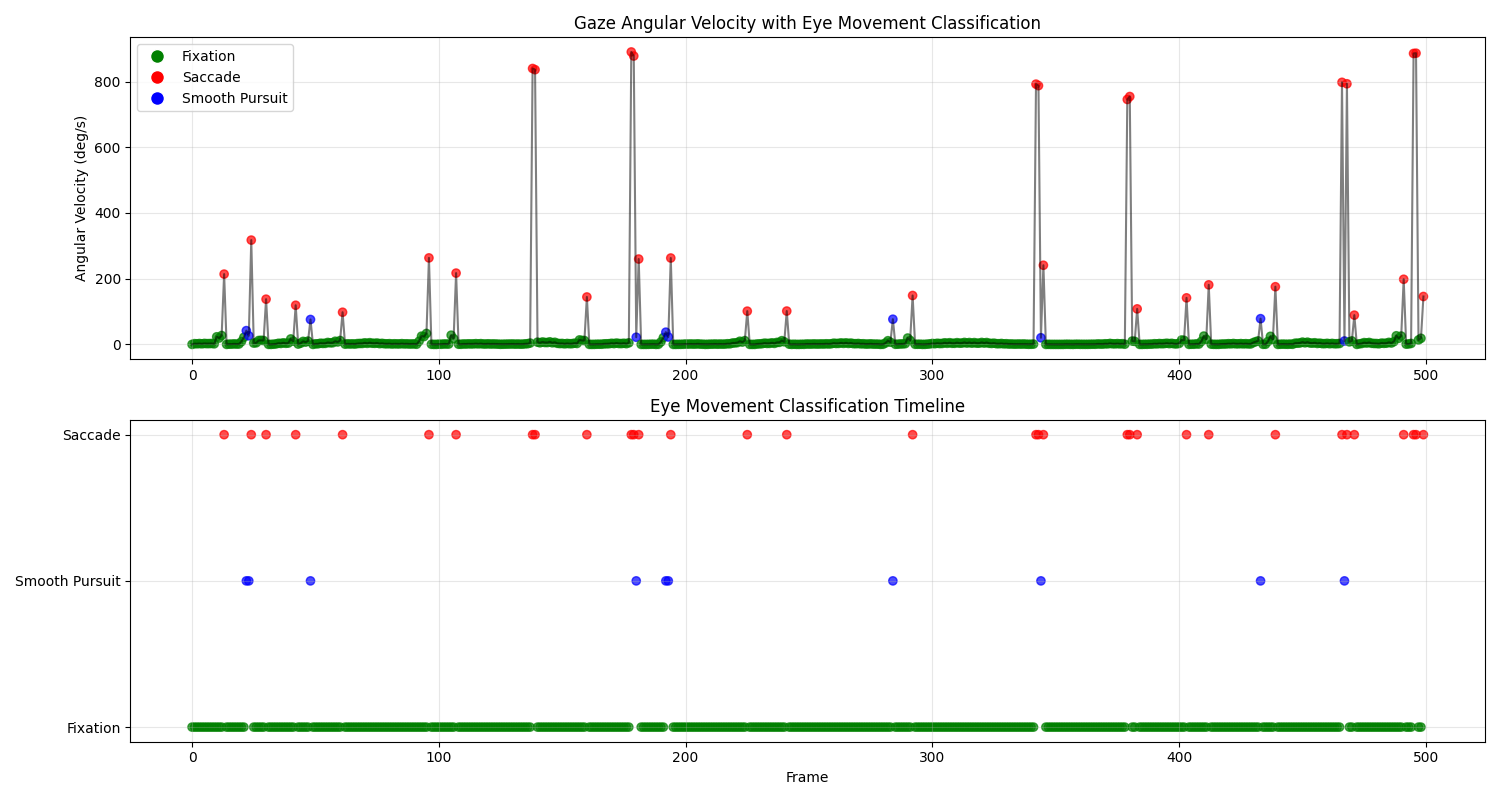 Gaze Angular Velocity with Eye Movement Classification
Fixation
Saccade
Smooth Pursuit
Angular Velocity (deg/s)
800
600
400
200
0
0 100 200 300 400 500
Eye Movement Classification Timeline
Saccade
Smooth Pursuit
Fixation
0 100 200 300 400 500
Frame